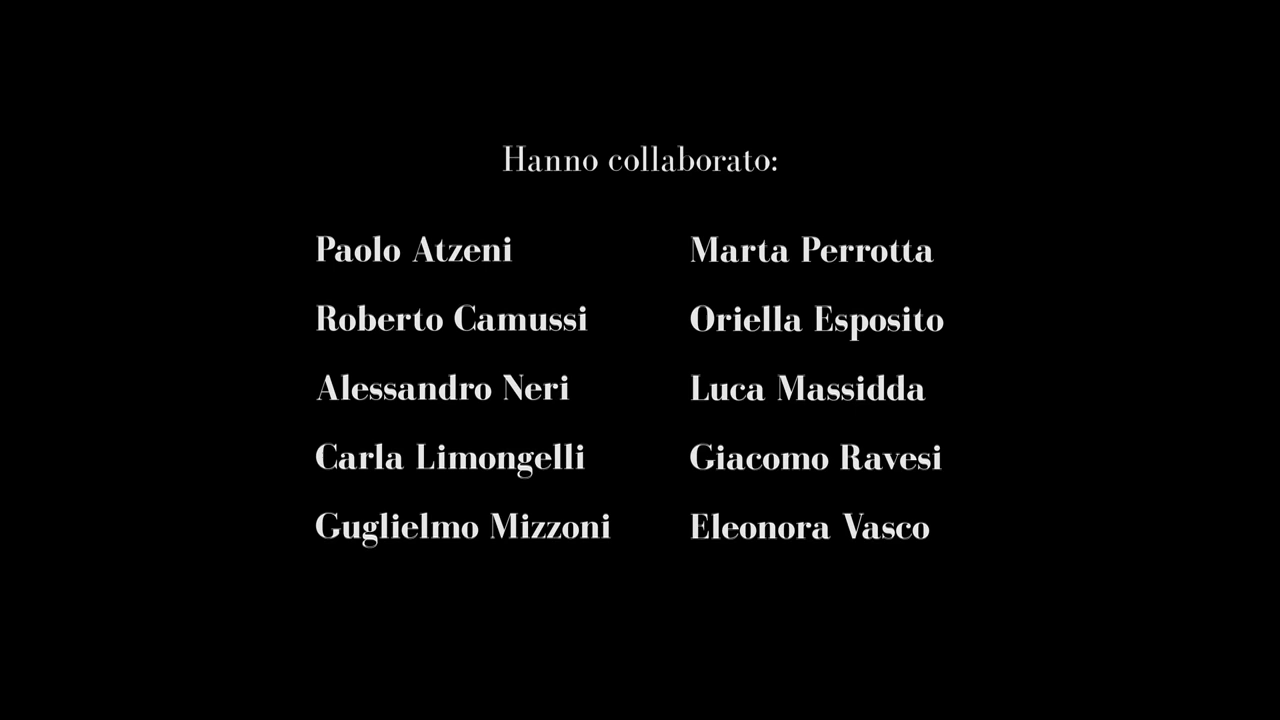 Hanno collaborato:
Paolo Atzeni
Roberto Camussi
Alessandro Neri
Carla Limongelli
Guglielmo Mizzoni
Marta Perrotta
Oriella Esposito
Luca Massidda
Giacomo Ravesi
Eleonora Vasco